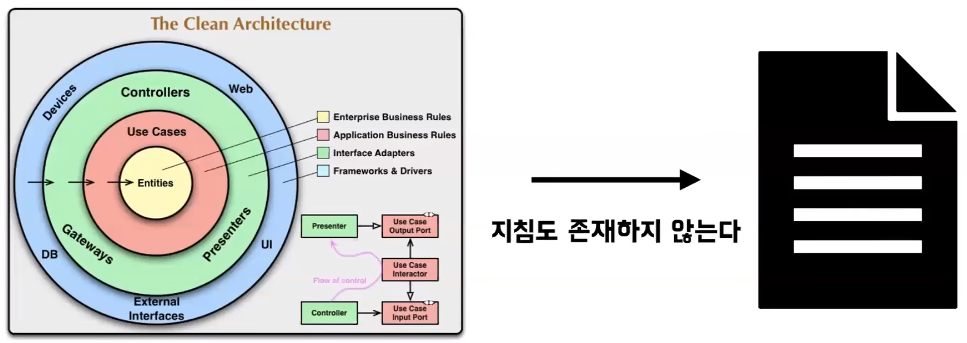 The Clean Architecture
Devices
Web
Controllers
Use Cases
Entities
Gateways
Presenters
DB
UI
External
Interfaces
Enterprise Business Rules
Application Business Rules
Interface Adapters
Frameworks & Drivers
Presenter
Use Case
Output Port
Flow of control
Use Case
Interactor
Controller
Use Case
Input Port
지침도 존재하지 않는다